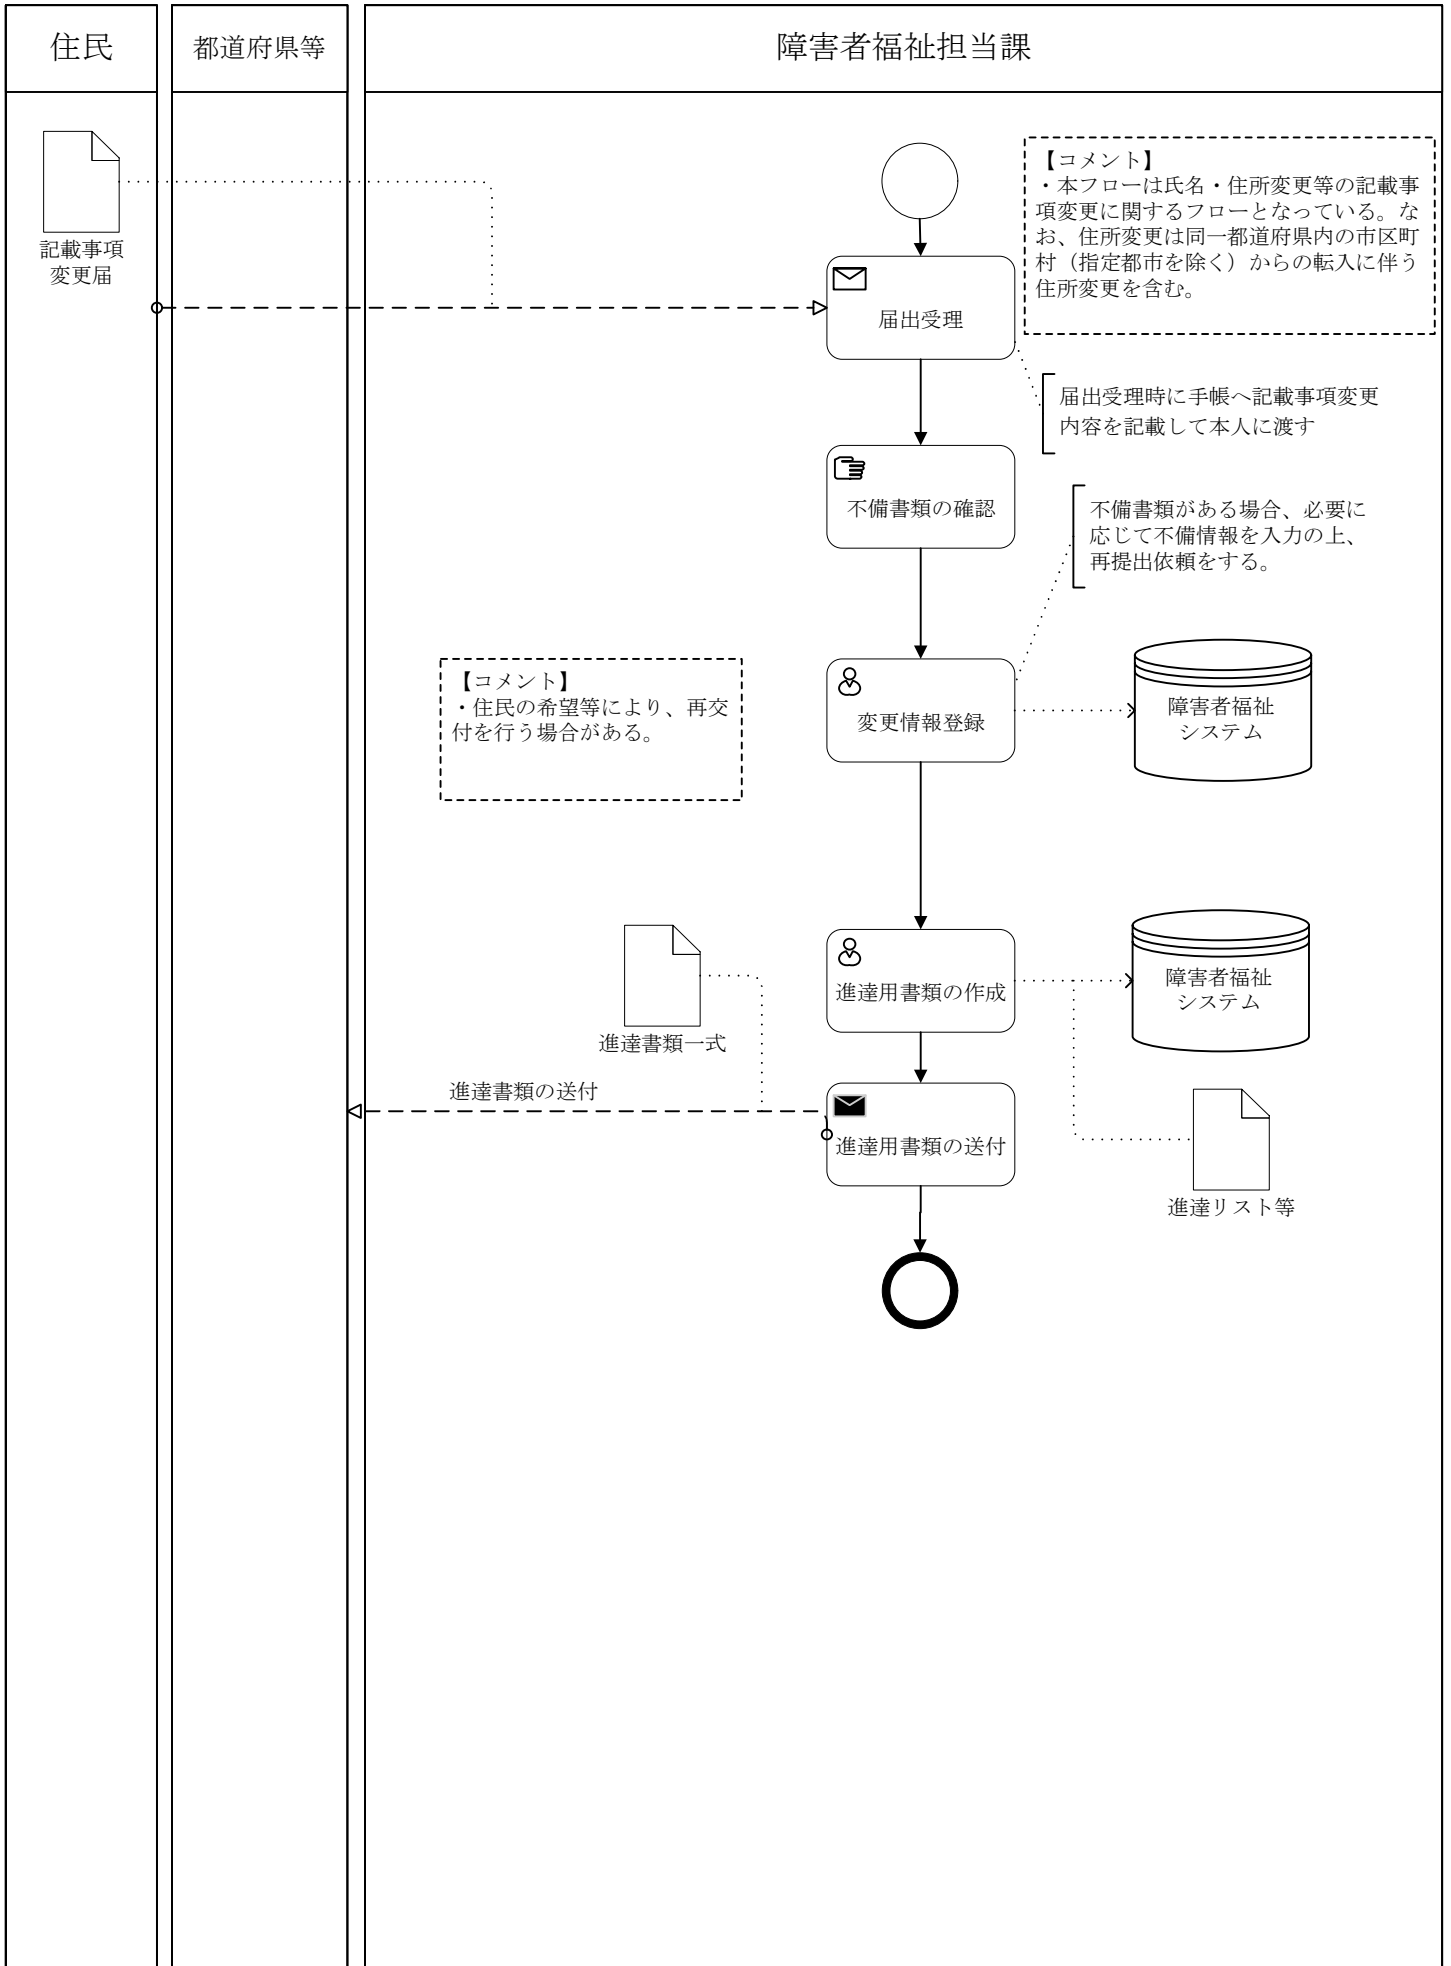 住民
都道府県等
障害者福祉担当課
記載事項
変更届
【コメント】
・本フローは氏名・住所変更等の記載事
項変更に関するフローとなっている。な
お、住所変更は同一都道府県内の市区町
村（指定都市を除く）からの転入に伴う
住所変更を含む。
届出受理
届出受理時に手帳へ記載事項変更
内容を記載して本人に渡す
不備書類の確認
不備書類がある場合、必要に
応じて不備情報を入力の上、
再提出依頼をする。
【コメント】
・住民の希望等により、再交
付を行う場合がある。
変更情報登録
障害者福祉
システム
進達書類一式
進達用書類の作成
障害者福祉
システム
進達書類の送付
進達用書類の送付
進達リスト等